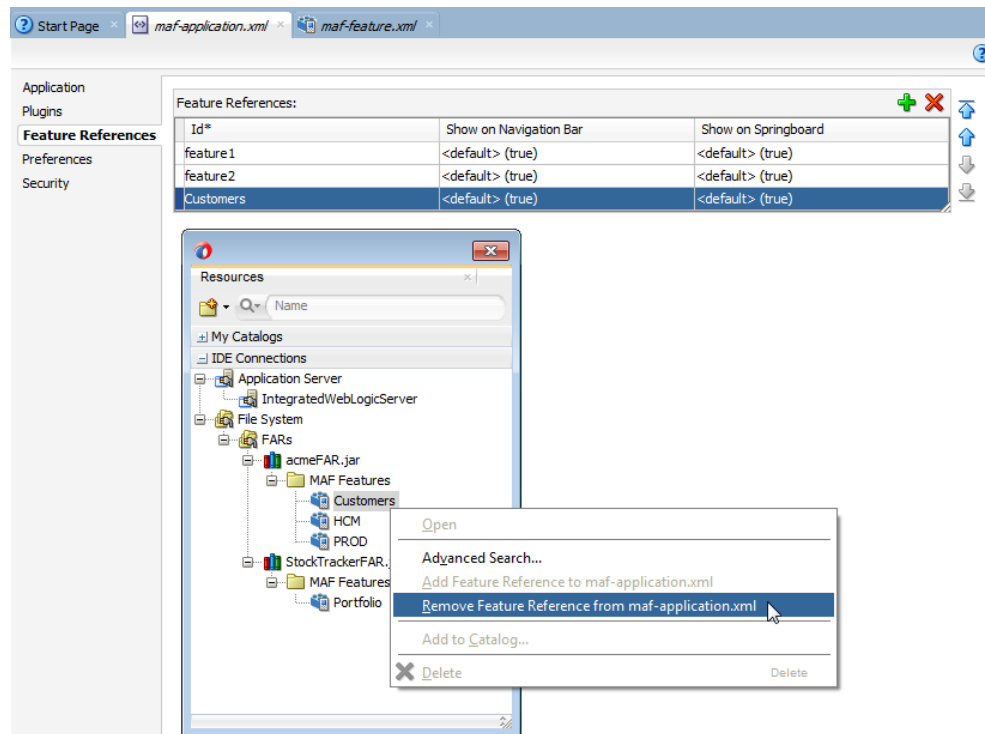 Start Page
maf-application.xml
maf-feature.xml
Application
Plugins
Feature References
Preferences
Security
Feature References:
Id* Show on Navigation Bar Show on Springboard
feature1 <default> (true) <default> (true)
feature2 <default> (true) <default> (true)
Customers <default> (true) <default> (true)
Resources
Name
My Catalogs
IDE Connections
Application Server
IntegratedWebLogicServer
File System
FARs
acmeFAR.jar
MAF Features
Customers
HCM
PROD
StockTrackerFAR.
MAF Features
Portfolio
Open
Advanced Search...
Add Feature Reference to maf-application.xml
Remove Feature Reference from maf-application.xml
Add to Catalog...
Delete Delete